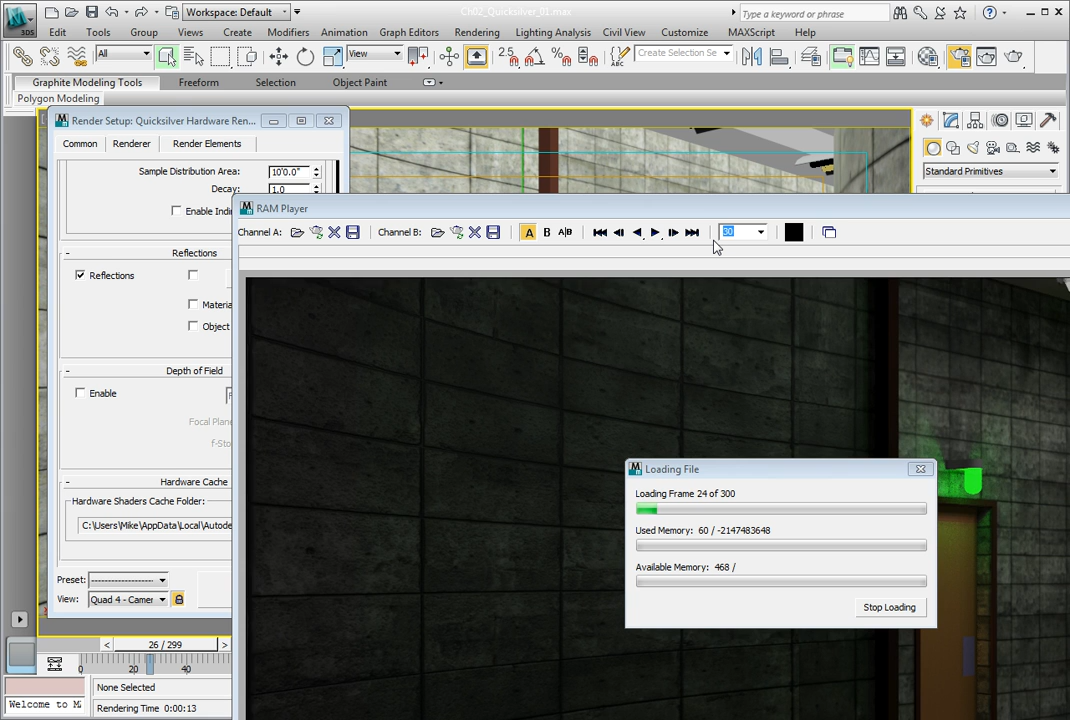 Workspace: Default
Ch02_Quicksilver_01.max
Type a keyword or phrase
3DS
Edit Tools Group Views Create Modifiers Animation Graph Editors Rendering Lighting Analysis Civil View Customize MAXScript Help
All
View
2.5
Create Selection Se
Graphite Modeling Tools Freeform Selection Object Paint
Polygon Modeling
Render Setup: Quicksilver Hardware Ren...
Common Renderer Render Elements
Standard Primitives
Sample Distribution Area: 10'0.0"
Decay: 1.0
Enable Indi
RAM Player
Channel A: Channel B: A B A|B 30
Reflections
Reflections
Materia
Object
Depth of Field
Enable
Focal Plane
f-Sto
Loading File
Loading Frame 24 of 300
Used Memory: 60 / -2147483648
Available Memory: 468 /
Stop Loading
Hardware Cache
Hardware Shaders Cache Folder:
C:\Users\Mike\AppData\Local\Autode
Preset: --------------------
View: Quad 4 - Camer
< 26 / 299 >
0 20 40
None Selected
Welcome to M
Rendering Time 0:00:13